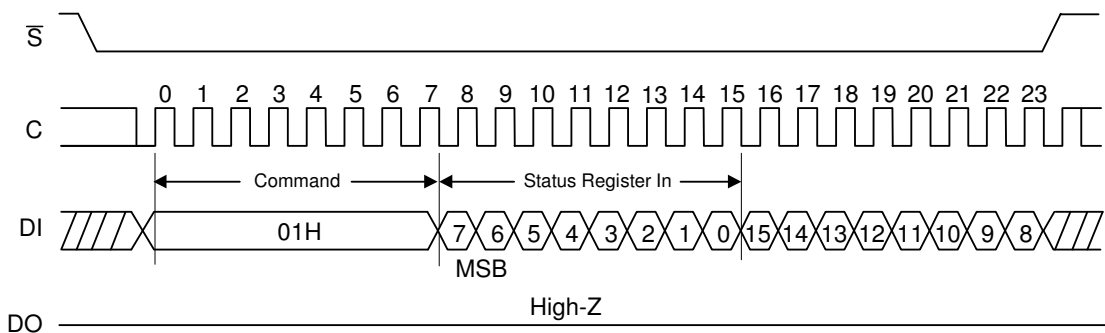 S
0 1 2 3 4 5 6 7 8 9 10 11 12 13 14 15 16 17 18 19 20 21 22 23
C
Command Status Register In
DI 01H 7 6 5 4 3 2 1 0 15 14 13 12 11 10 9 8
MSB
High-Z
DO